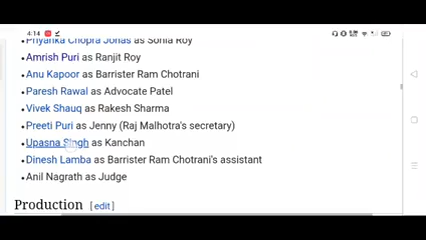 4:14
Priyanka Chopra Jonas as Sonia Roy
• Amrish Puri as Ranjit Roy
• Anu Kapoor as Barrister Ram Chotrani
• Paresh Rawal as Advocate Patel
• Vivek Shauq as Rakesh Sharma
• Preeti Puri as Jenny (Raj Malhotra's secretary)
• Upasna Singh as Kanchan
• Dinesh Lamba as Barrister Ram Chotrani's assistant
• Anil Nagrath as Judge
Production [edit]